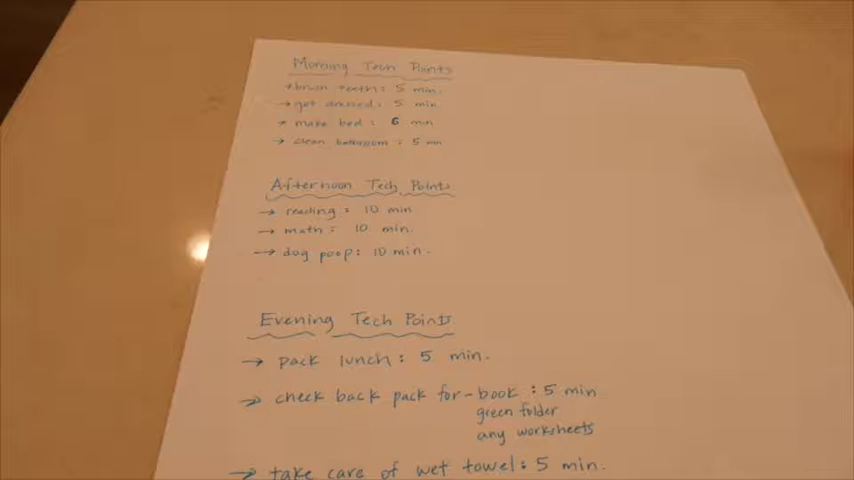 Morning Tech Points
→ brush teeth: 5 min.
→ get dressed: 5 min
→ make bed: 6 min
→ clean bathroom: 5 min
Afternoon Tech Points
→ reading: 10 min
→ math: 10 min.
→ dog poop: 10 min.
Evening Tech Points
→ pack lunch: 5 min.
→ check back pack for - book : 5 min
green folder
any worksheets
→ take care of wet towel: 5 min.